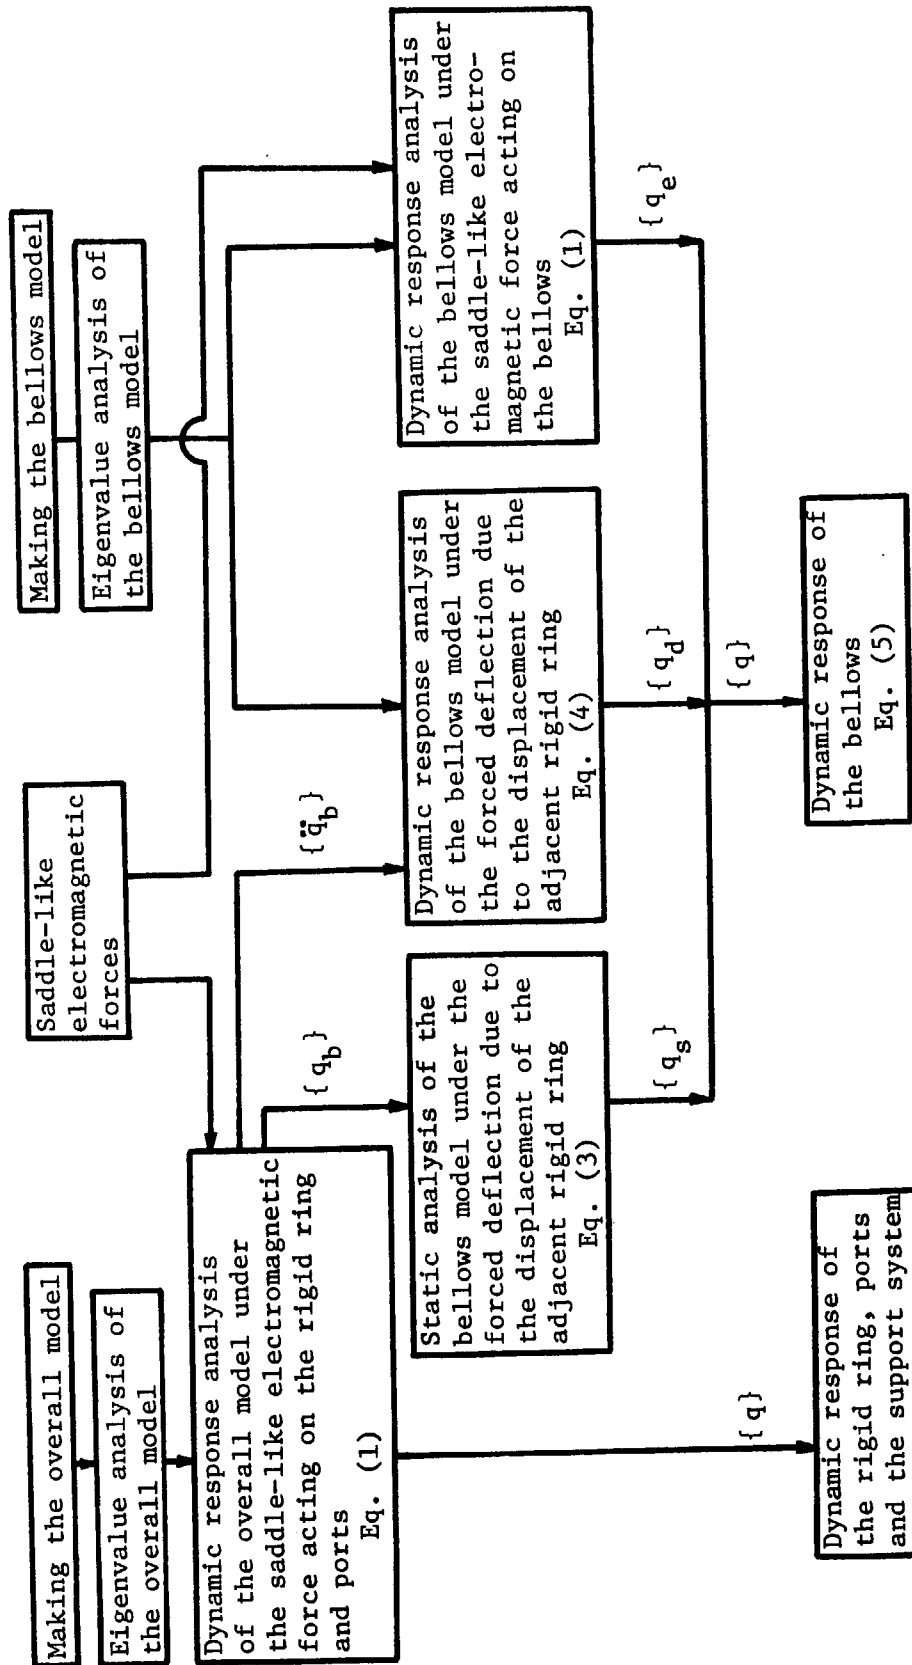 Making the overall model
Eigenvalue analysis of
the overall model
Dynamic response analysis
of the overall model under
the saddle-like electromagnetic
force acting on the rigid ring
and ports
Eq. (1)
Saddle-like
electromagnetic
forces
Making the bellows model
Eigenvalue analysis of
the bellows model
{q_b}
{q̈_b}
Static analysis of the
bellows model under the
forced deflection due to
the displacement of the
adjacent rigid ring
Eq. (3)
Dynamic response analysis
of the bellows model under
the forced deflection due
to the displacement of the
adjacent rigid ring
Eq. (4)
Dynamic response analysis
of the bellows model under
the saddle-like electro-
magnetic force acting on
the bellows
Eq. (1)
{q_s}
{q_d}
{q_e}
{q}
{q}
Dynamic response of
the rigid ring, ports
and the support system
Dynamic response of
the bellows
Eq. (5)